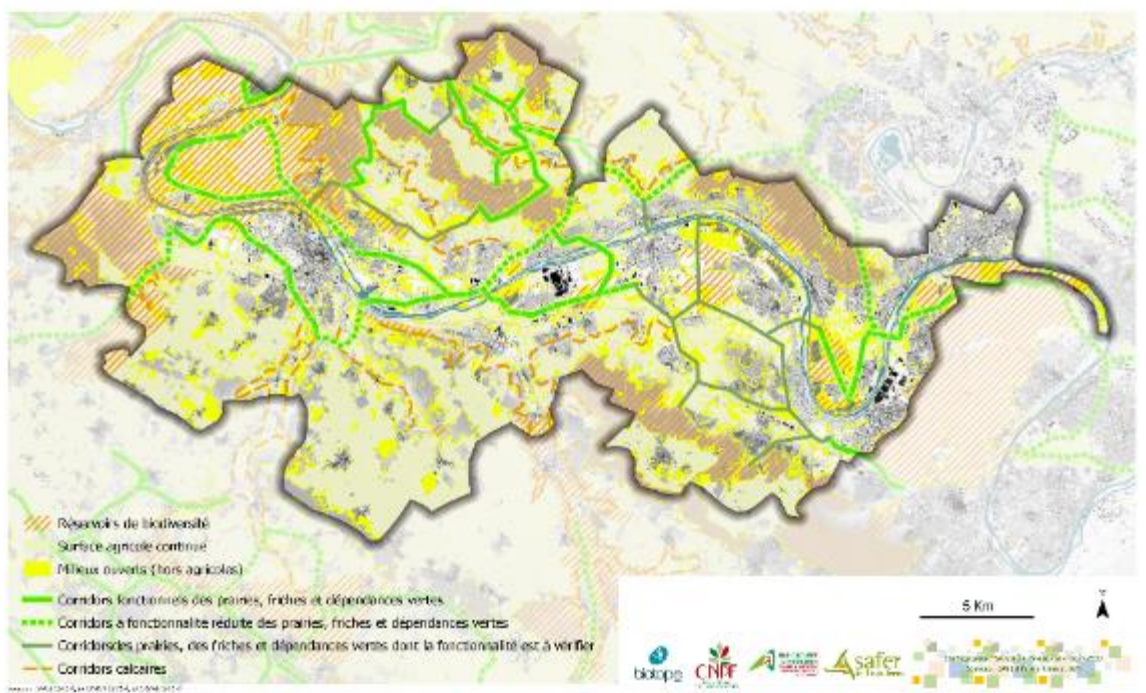 Réservoirs de biodiversité
Surface agricole continue
Milieux ouverts (hors agricoles)
Corridors fonctionnels des prairies, friches et dépendances vertes
Corridors à fonctionnalité réduite des prairies, friches et dépendances vertes
Corridorsdes prairies, des friches et dépendances vertes dont la fonctionnalité est à vérifier
Corridors calcaires
5 Km
biotope
CNPF
safer